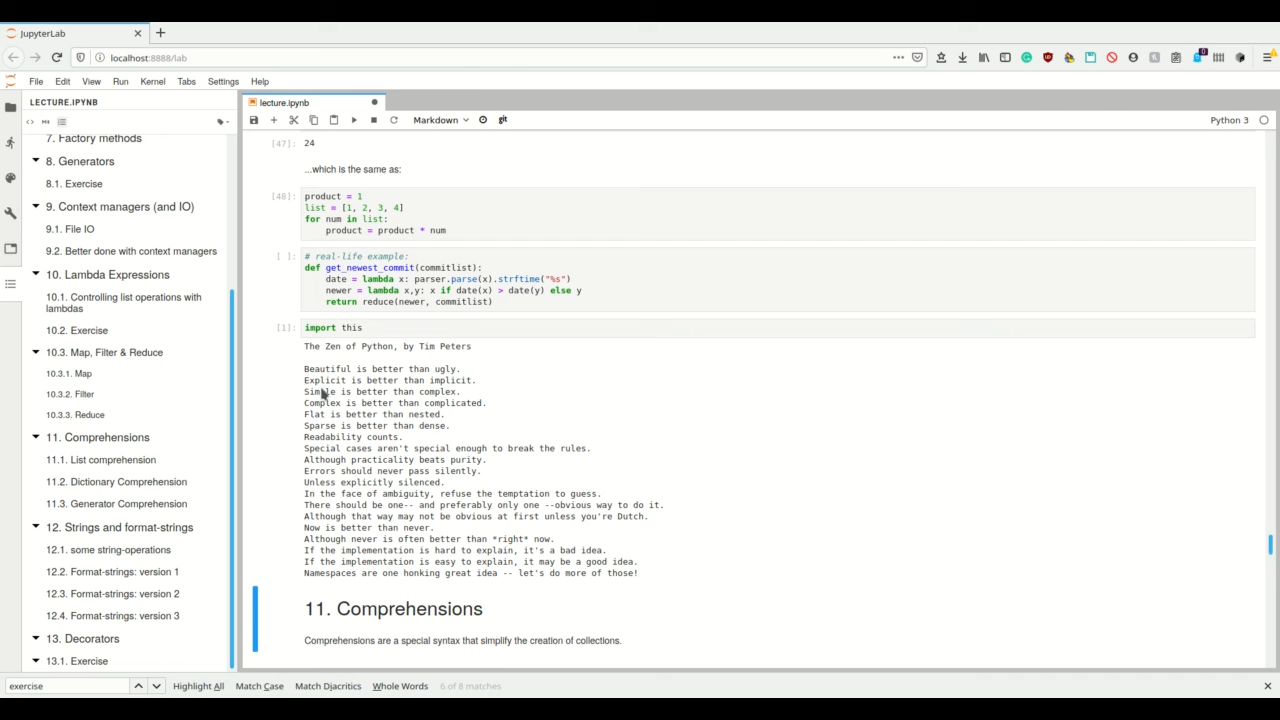 JupyterLab
localhost:8888/lab
0
File Edit View Run Kernel Tabs Settings Help
LECTURE.IPYNB
7. Factory methods
8. Generators
8.1. Exercise
9. Context managers (and IO)
9.1. File IO
9.2. Better done with context managers
10. Lambda Expressions
10.1. Controlling list operations with
lambdas
10.2. Exercise
10.3. Map, Filter & Reduce
10.3.1. Map
10.3.2. Filter
10.3.3. Reduce
11. Comprehensions
11.1. List comprehension
11.2. Dictionary Comprehension
11.3. Generator Comprehension
12. Strings and format-strings
12.1. some string-operations
12.2. Format-strings: version 1
12.3. Format-strings: version 2
12.4. Format-strings: version 3
13. Decorators
13.1. Exercise
lecture.ipynb
Markdown git Python 3
[47]: 24
...which is the same as:
[48]: product = 1
list = [1, 2, 3, 4]
for num in list:
product = product * num
[ ]: # real-life example:
def get_newest_commit(commitlist):
date = lambda x: parser.parse(x).strftime("%s")
newer = lambda x,y: x if date(x) > date(y) else y
return reduce(newer, commitlist)
[1]: import this
The Zen of Python, by Tim Peters
Beautiful is better than ugly.
Explicit is better than implicit.
Simple is better than complex.
Complex is better than complicated.
Flat is better than nested.
Sparse is better than dense.
Readability counts.
Special cases aren't special enough to break the rules.
Although practicality beats purity.
Errors should never pass silently.
Unless explicitly silenced.
In the face of ambiguity, refuse the temptation to guess.
There should be one-- and preferably only one --obvious way to do it.
Although that way may not be obvious at first unless you're Dutch.
Now is better than never.
Although never is often better than *right* now.
If the implementation is hard to explain, it's a bad idea.
If the implementation is easy to explain, it may be a good idea.
Namespaces are one honking great idea -- let's do more of those!
11. Comprehensions
Comprehensions are a special syntax that simplify the creation of collections.
exercise Highlight All Match Case Match Diacritics Whole Words 6 of 8 matches